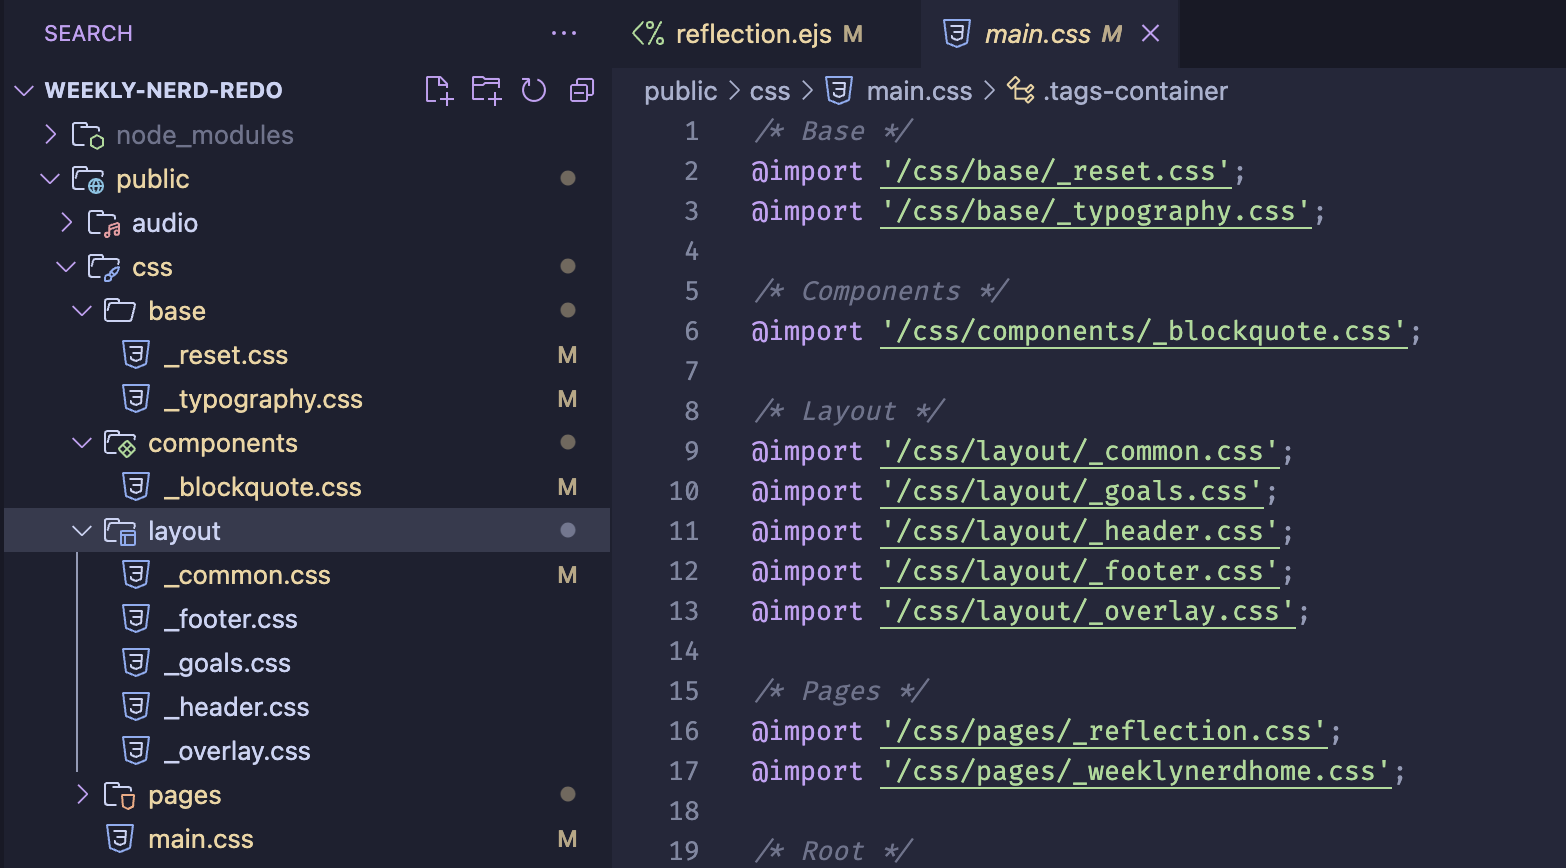 SEARCH ...
WEEKLY-NERD-REDO
node_modules
public
audio
css
base
_reset.css M
_typography.css M
components
_blockquote.css M
layout
_common.css M
_footer.css
_goals.css
_header.css
_overlay.css
pages
main.css M
reflection.ejs M main.css M
public > css > main.css > .tags-container
1 /* Base */
2 @import '/css/base/_reset.css';
3 @import '/css/base/_typography.css';
4
5 /* Components */
6 @import '/css/components/_blockquote.css';
7
8 /* Layout */
9 @import '/css/layout/_common.css';
10 @import '/css/layout/_goals.css';
11 @import '/css/layout/_header.css';
12 @import '/css/layout/_footer.css';
13 @import '/css/layout/_overlay.css';
14
15 /* Pages */
16 @import '/css/pages/_reflection.css';
17 @import '/css/pages/_weeklynerdhome.css';
18
19 /* Root */